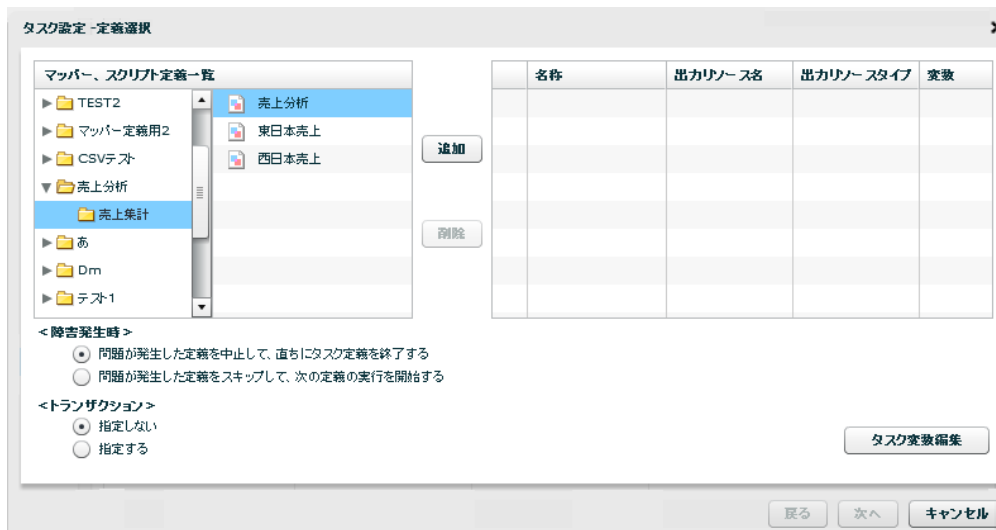 タスク設定 -定義選択
マッパー、スクリプト定義一覧
TEST2
マッパー定義用2
CSVテスト
売上分析
売上集計
あ
Dm
テスト1
売上分析
東日本売上
西日本売上
追加
削除
名称 出力リソース名 出力リソースタイプ 変数
<障害発生時>
問題が発生した定義を中止して、直ちにタスク定義を終了する
問題が発生した定義をスキップして、次の定義の実行を開始する
<トランザクション>
指定しない
指定する
タスク変数編集
戻る 次へ キャンセル